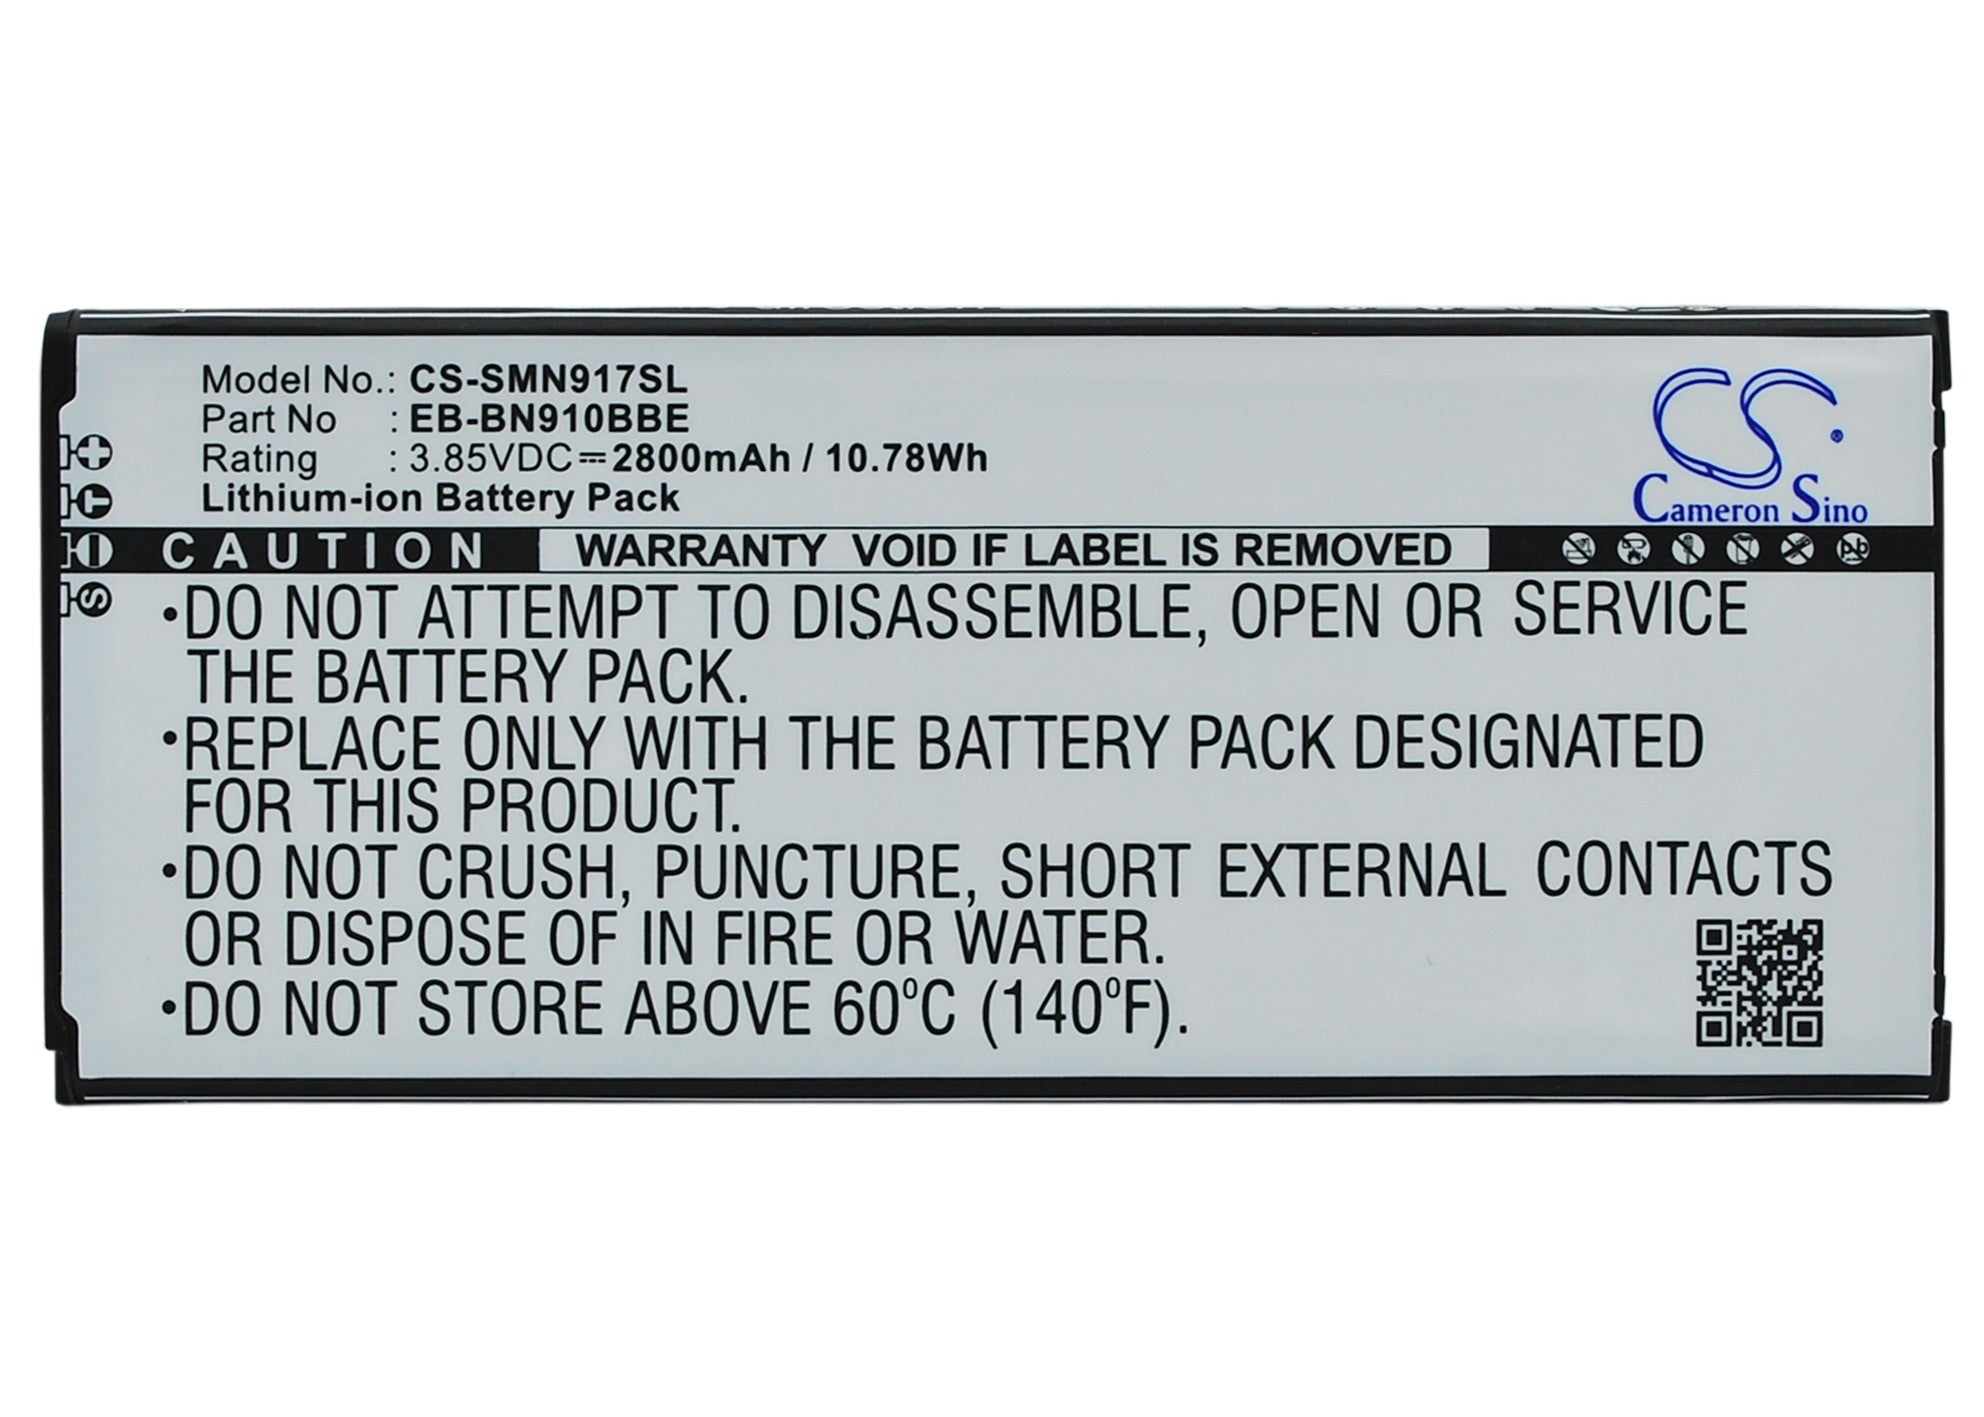 Model No.: CS-SMN917SL
Part No : EB-BN910BBE
Rating : 3.85VDC⎓2800mAh / 10.78Wh
Lithium-ion Battery Pack
CS®
Cameron Sino
+
T
CAUTION WARRANTY VOID IF LABEL IS REMOVED
S
•DO NOT ATTEMPT TO DISASSEMBLE, OPEN OR SERVICE
THE BATTERY PACK.
•REPLACE ONLY WITH THE BATTERY PACK DESIGNATED
FOR THIS PRODUCT.
•DO NOT CRUSH, PUNCTURE, SHORT EXTERNAL CONTACTS
OR DISPOSE OF IN FIRE OR WATER.
•DO NOT STORE ABOVE 60°C (140°F).